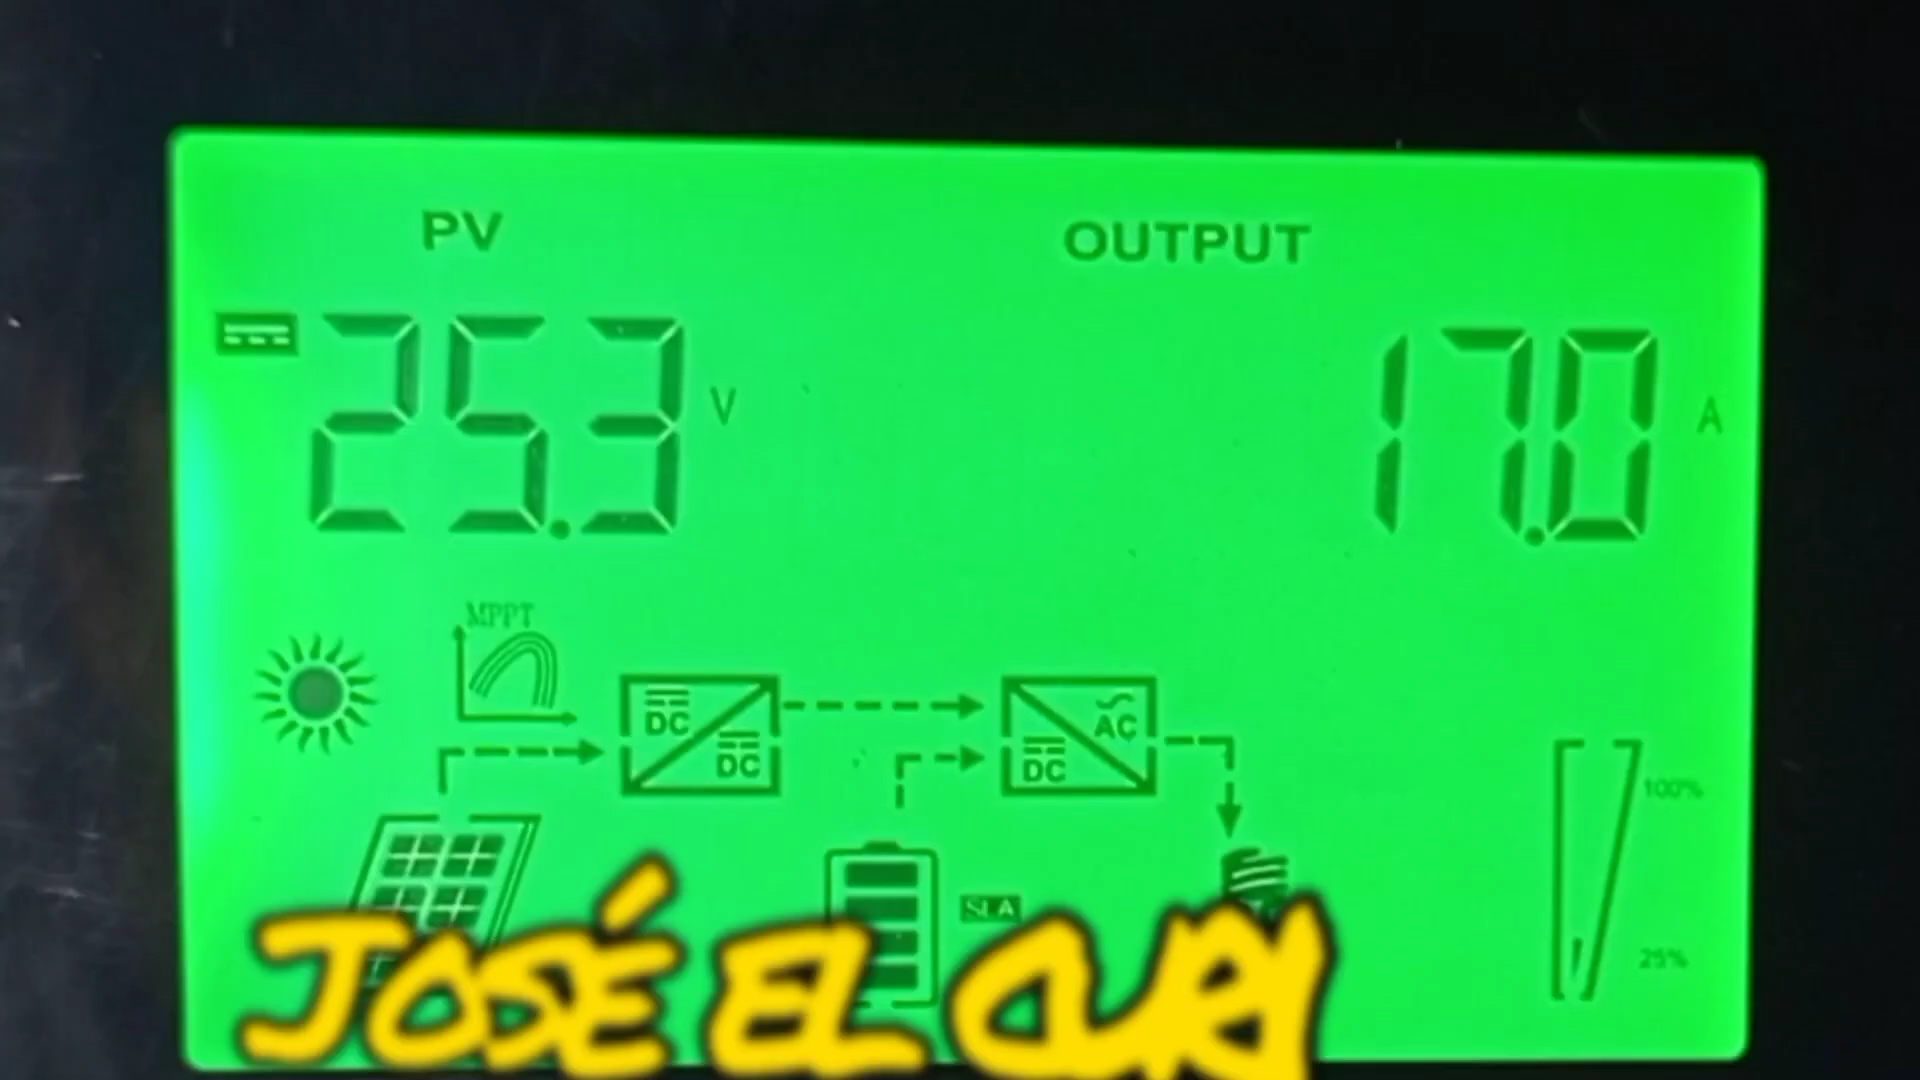 PV OUTPUT
25.3 V 17.0 A
MPPT
DC DC
AC DC
100%
SLA
25%
JOSÉ EL